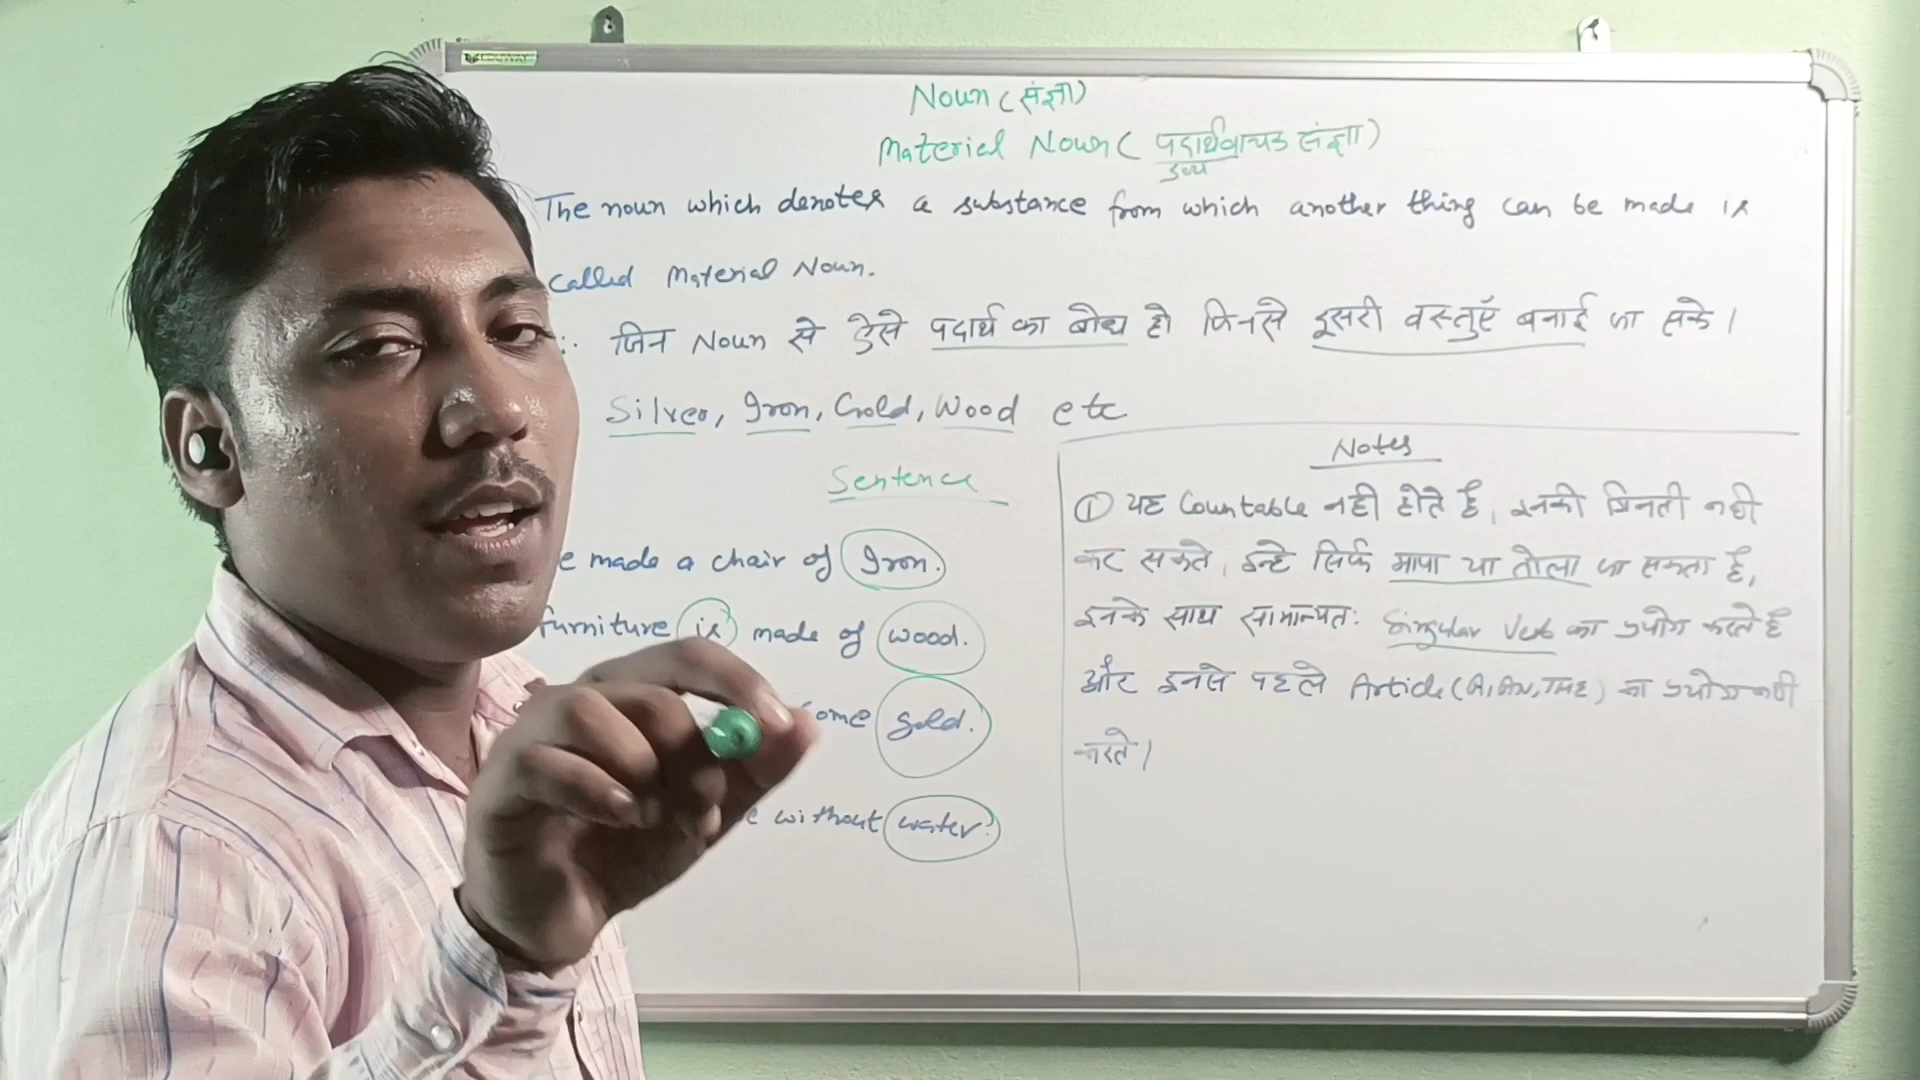 Noun (संज्ञा)
Material Noun ( पदार्थवाचक संज्ञा)
द्रव्य
The noun which denotes a substance from which another thing can be made is
called Material Noun.
जिन Noun से ऐसे पदार्थ का बोध हो जिनसे दूसरी वस्तुएँ बनाई जा सके।
Silver, Iron, Gold, Wood etc
Sentence
e made a chair of Iron.
furniture is made of wood.
ome gold.
e without water.
Notes
① यह Countable नही होते है, इनकी गिनती नही
कर सकते, इन्हे सिर्फ मापा या तोला जा सकता है,
इनके साथ सामान्यत: Singular Verb का प्रयोग करते है
और इनसे पहले Article (A, An, THE) का प्रयोग नही
करते।